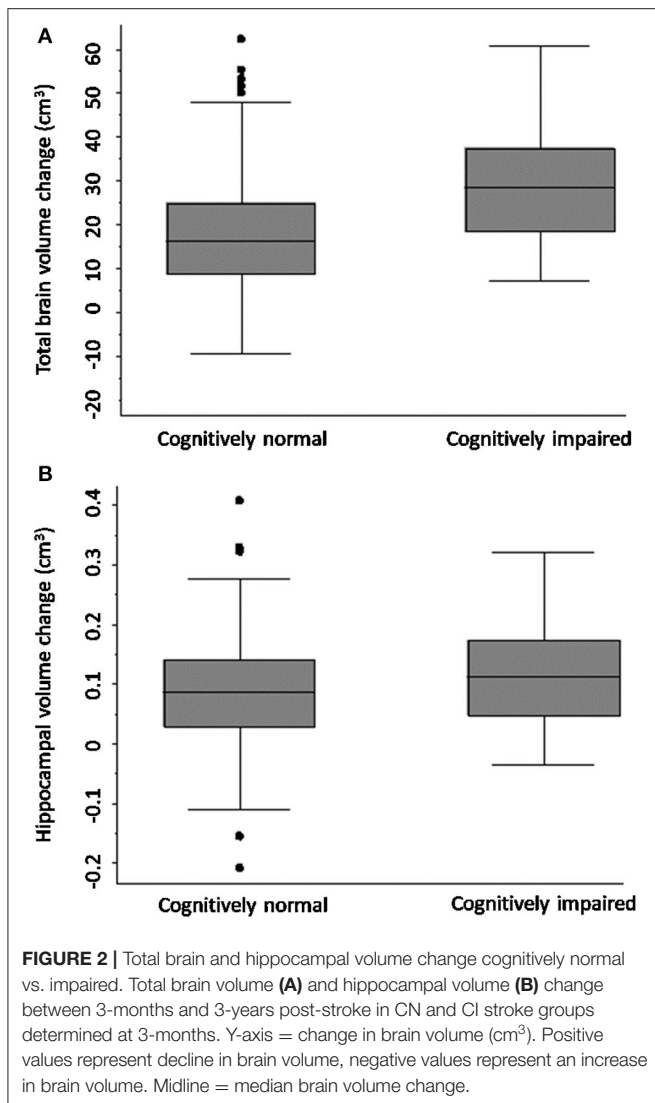 A
Total brain volume change (cm³)
60
50
40
30
20
10
0
-10
-20
Cognitively normal
Cognitively impaired
B
Hippocampal volume change (cm³)
0.4
0.3
0.2
0.1
0
-0.1
-0.2
Cognitively normal
Cognitively impaired
FIGURE 2 | Total brain and hippocampal volume change cognitively normal
vs. impaired. Total brain volume (A) and hippocampal volume (B) change
between 3-months and 3-years post-stroke in CN and CI stroke groups
determined at 3-months. Y-axis = change in brain volume (cm³). Positive
values represent decline in brain volume, negative values represent an increase
in brain volume. Midline = median brain volume change.